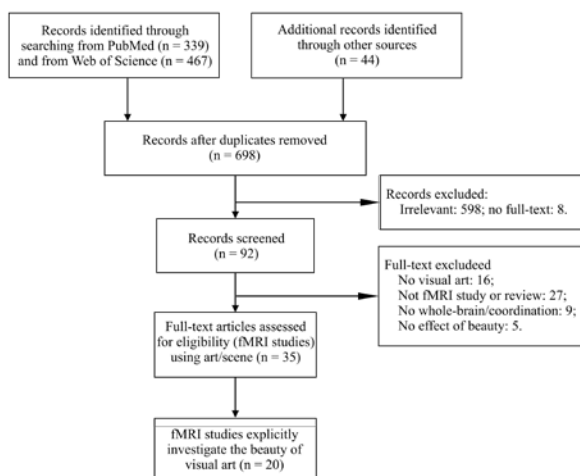 Records identified through
searching from PubMed (n = 339)
and from Web of Science (n = 467)
Additional records identified
through other sources
(n = 44)
Records after duplicates removed
(n = 698)
Records excluded:
Irrelevant: 598; no full-text: 8.
Records screened
(n = 92)
Full-text excludeed
No visual art: 16;
Not fMRI study or review: 27;
No whole-brain/coordination: 9;
No effect of beauty: 5.
Full-text articles assessed
for eligibility (fMRI studies)
using art/scene (n = 35)
fMRI studies explicitly
investigate the beauty of
visual art (n = 20)